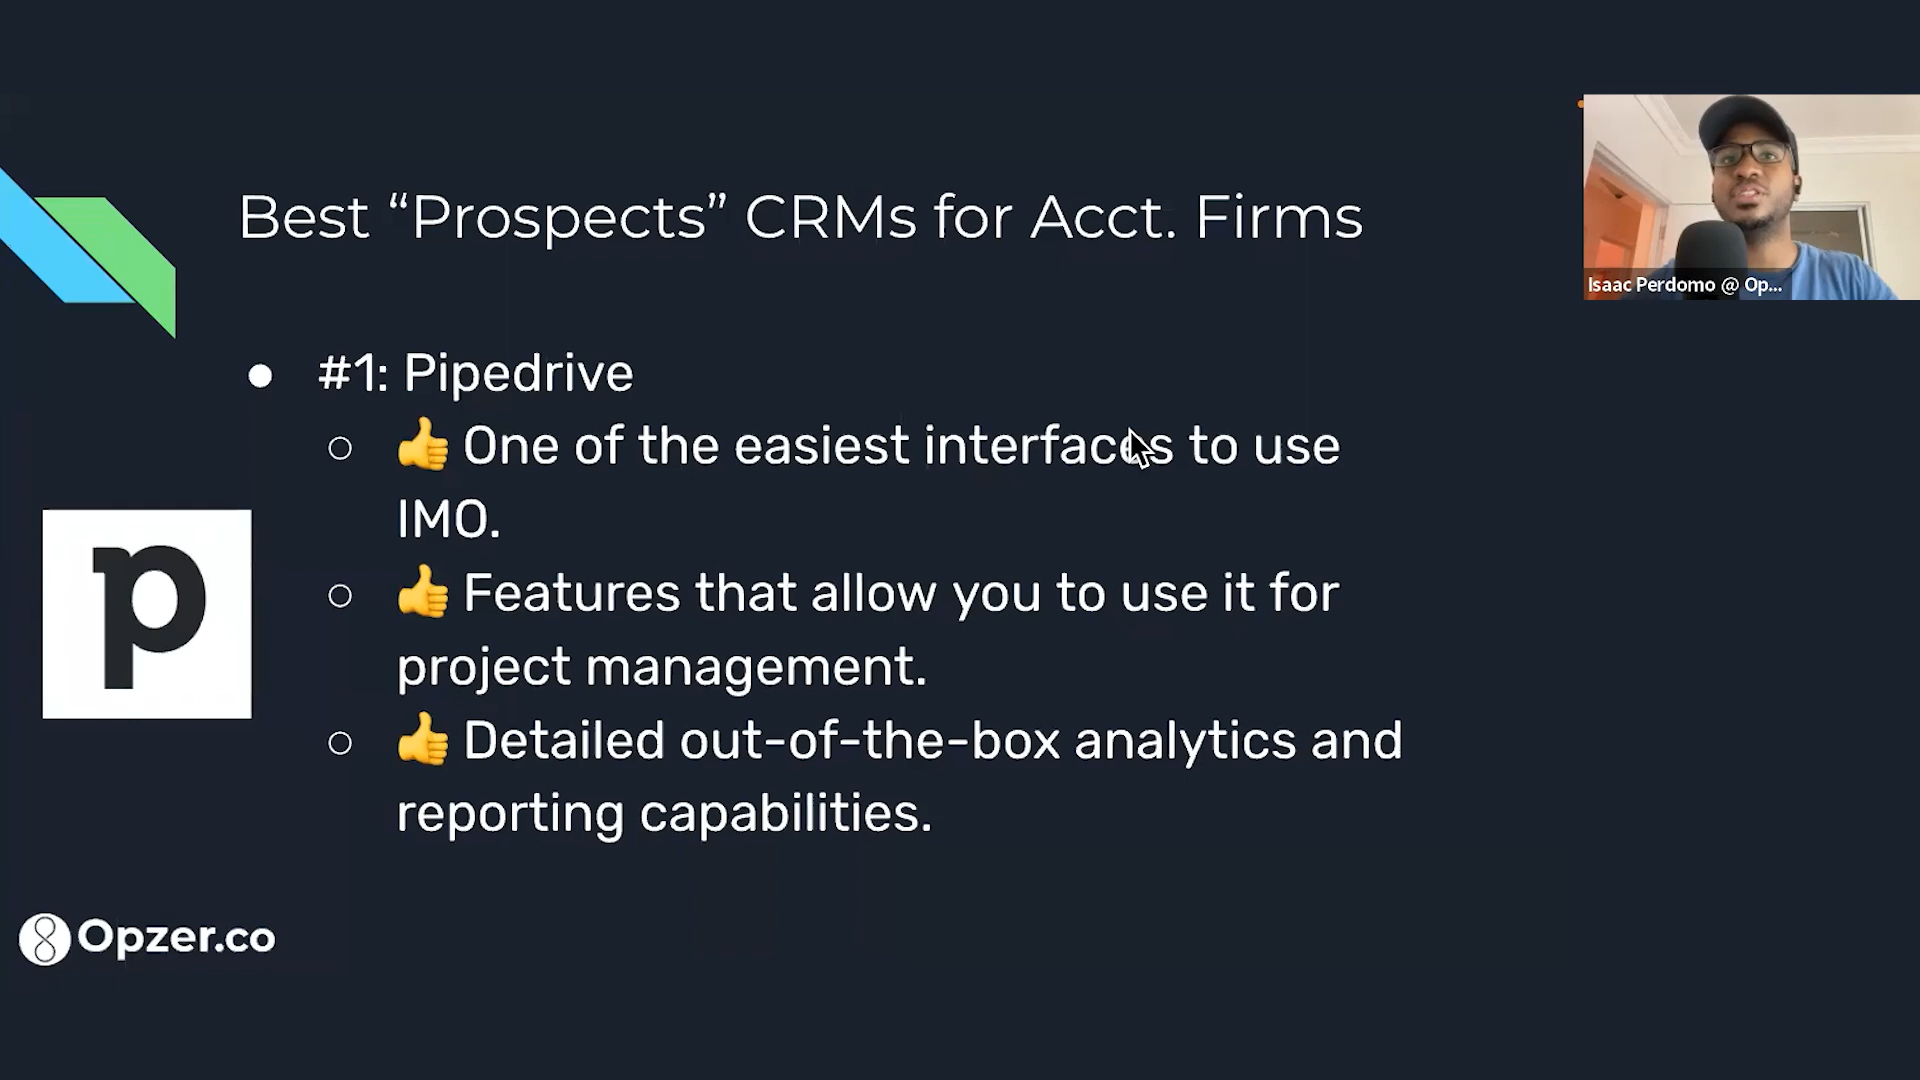 Best “Prospects” CRMs for Acct. Firms
Isaac Perdomo @ Op...
#1: Pipedrive
👍 One of the easiest interfaces to use
IMO.
👍 Features that allow you to use it for
project management.
👍 Detailed out-of-the-box analytics and
reporting capabilities.
p
Opzer.co